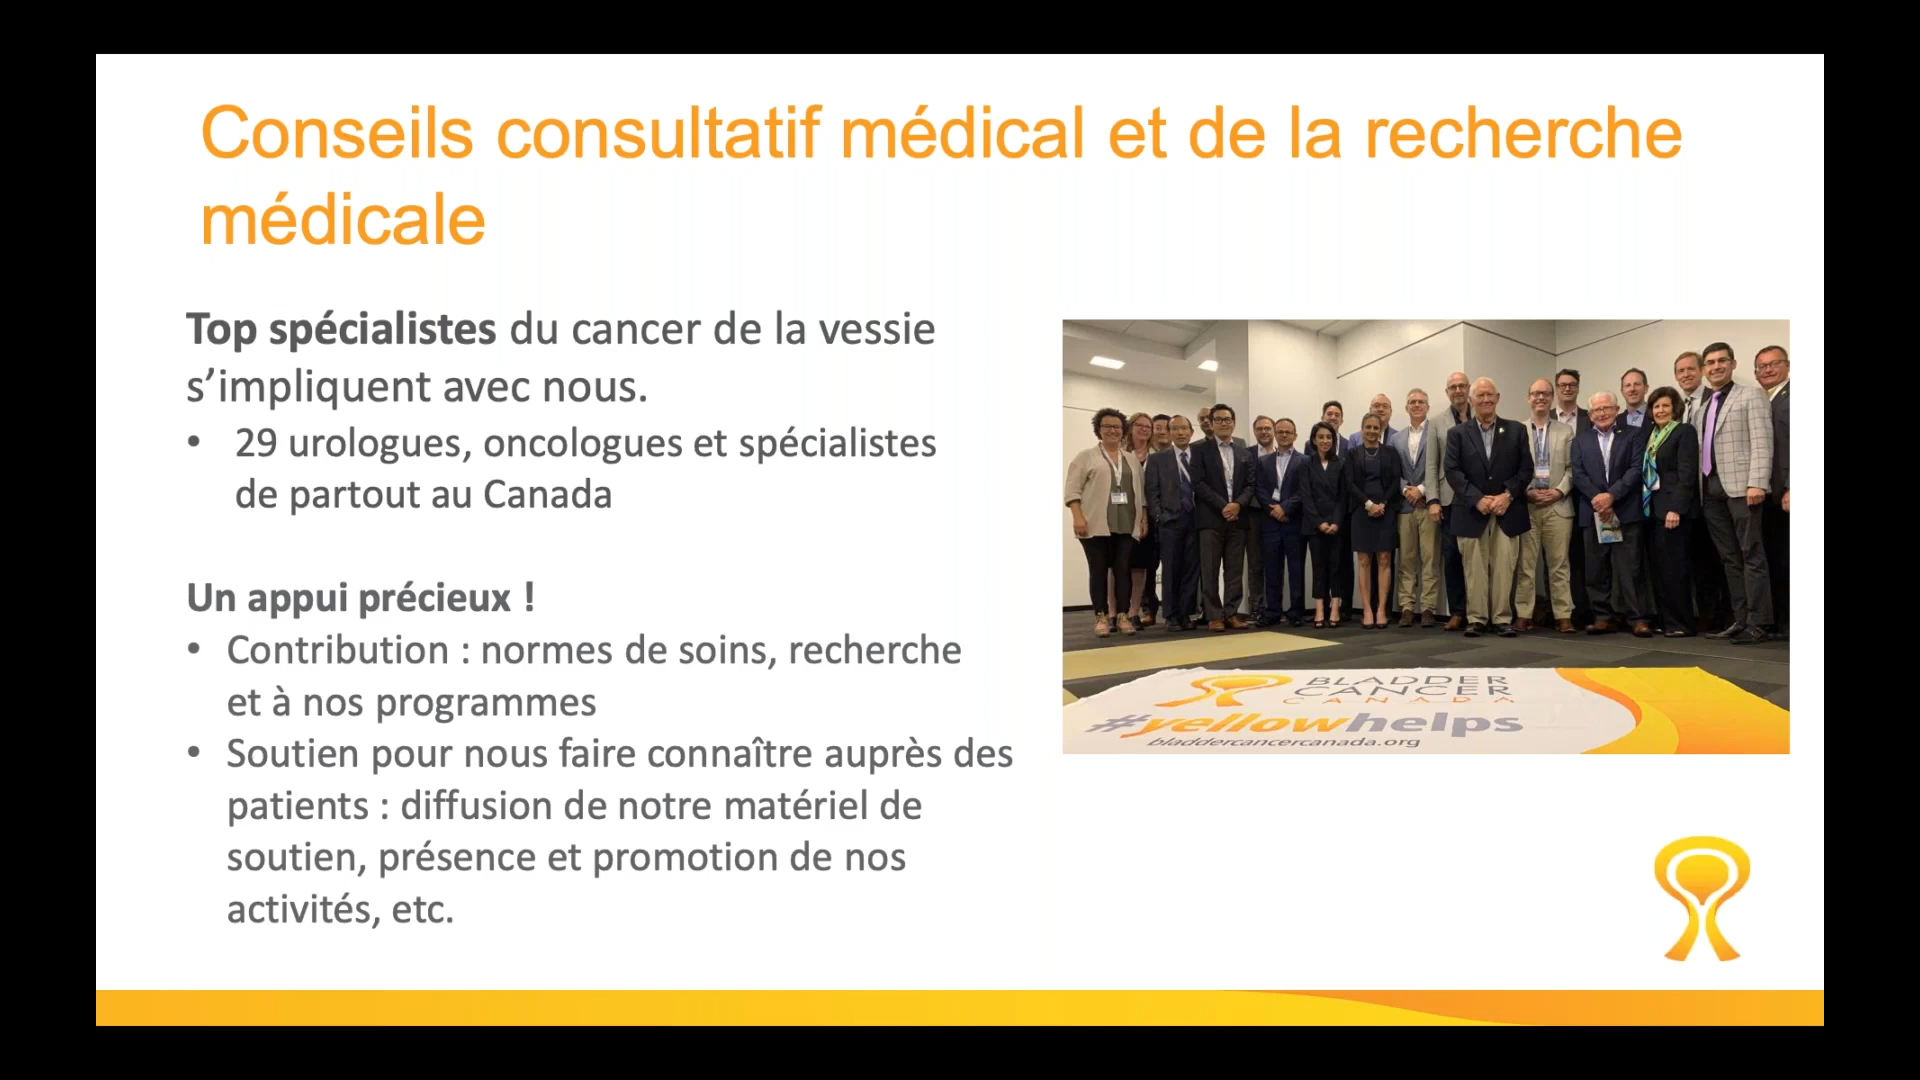 Conseils consultatif médical et de la recherche
médicale
Top spécialistes du cancer de la vessie
s’impliquent avec nous.
• 29 urologues, oncologues et spécialistes
de partout au Canada
Un appui précieux !
• Contribution : normes de soins, recherche
et à nos programmes
• Soutien pour nous faire connaître auprès des
patients : diffusion de notre matériel de
soutien, présence et promotion de nos
activités, etc.
BLADDER
CANCER
CANADA
#yellowhelps
bladdercancercanada.org